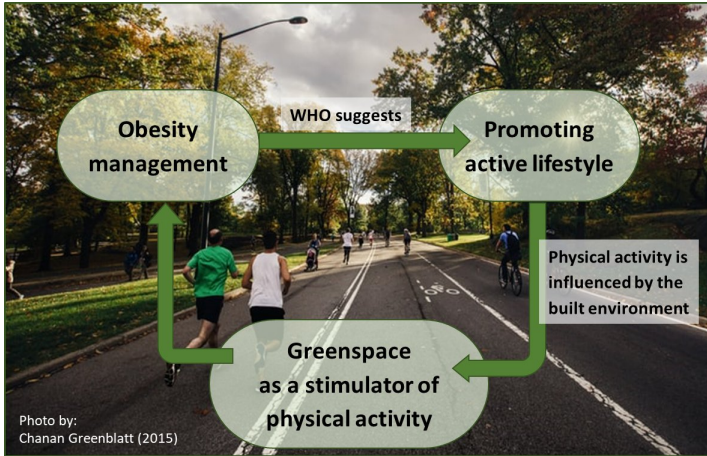 Obesity
management
WHO suggests
Promoting
active lifestyle
Physical activity is
influenced by the
built environment
Greenspace
as a stimulator of
physical activity
Photo by:
Chanan Greenblatt (2015)